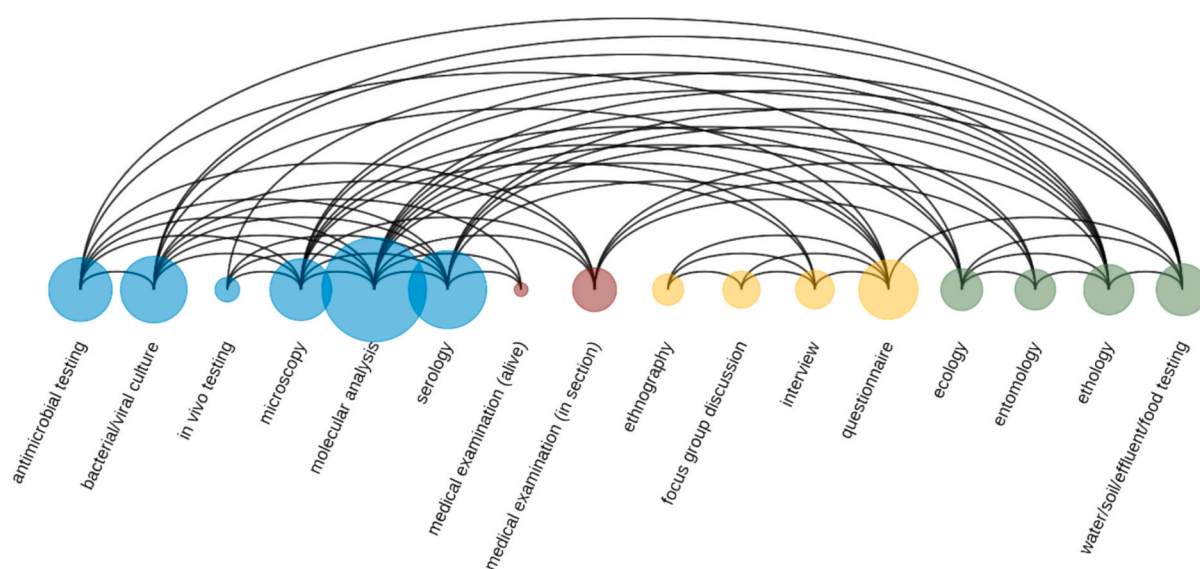 antimicrobial testing
bacterial/viral culture
in vivo testing
microscopy
molecular analysis
serology
medical examination (alive)
medical examination (in section)
ethnography
focus group discussion
interview
questionnaire
ecology
entomology
ethology
water/soil/effluent/food testing